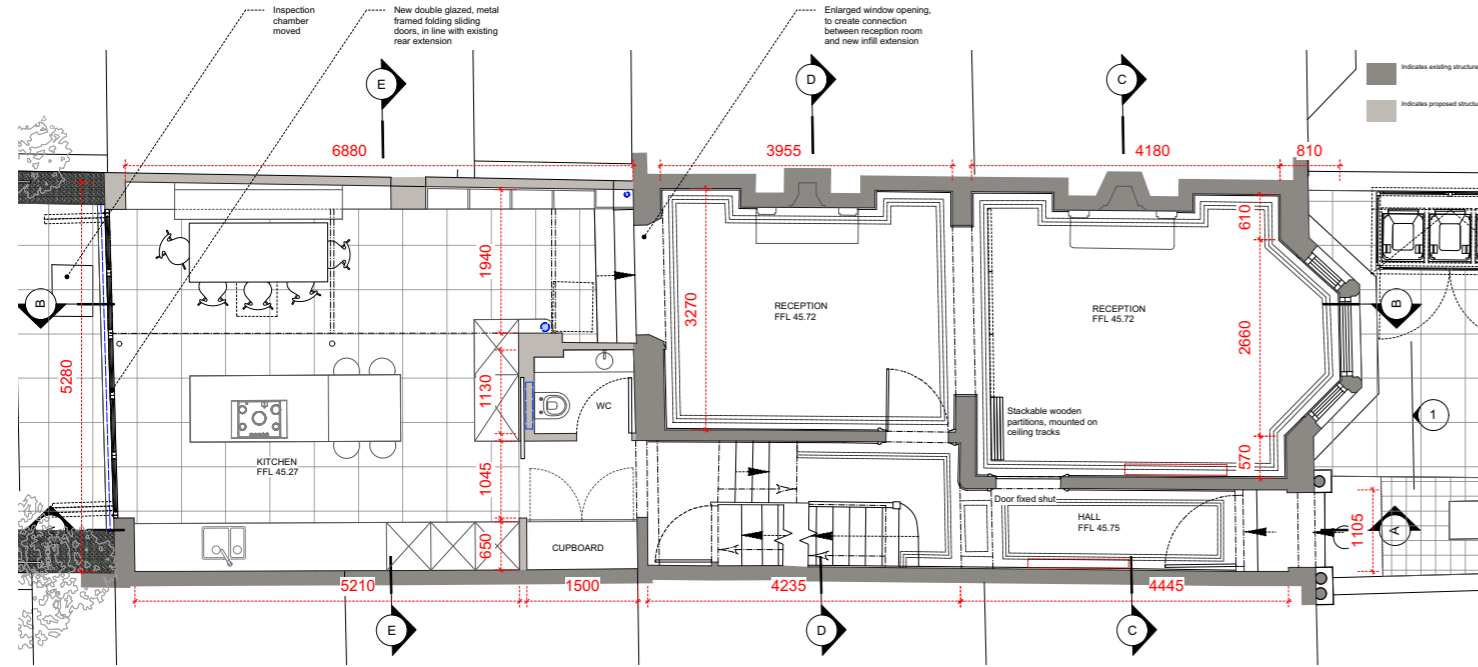 Inspection
chamber
moved
New double glazed, metal
framed folding sliding
doors, in line with existing
rear extension
Enlarged window opening,
to create connection
between reception room
and new infill extension
Indicates existing structure
Indicates proposed structu
E
D
C
6880
3955
4180
810
610
1940
3270
2660
B
B
RECEPTION
FFL 45.72
RECEPTION
FFL 45.72
5280
1130
WC
Stackable wooden
partitions, mounted on
ceiling tracks
1
KITCHEN
FFL 45.27
1045
570
Door fixed shut
HALL
FFL 45.75
1105
A
650
CUPBOARD
5210
1500
4235
4445
E
D
C